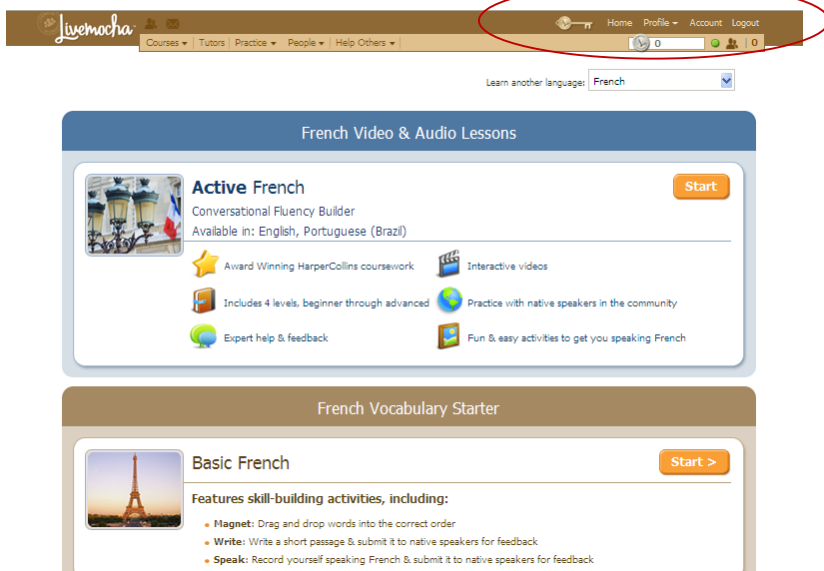 Livemocha
Home Profile Account Logout
Courses Tutors Practice People Help Others
0 0
Learn another language: French
French Video & Audio Lessons
Active French
Start
Conversational Fluency Builder
Available in: English, Portuguese (Brazil)
Award Winning HarperCollins coursework
Interactive videos
Includes 4 levels, beginner through advanced
Practice with native speakers in the community
Expert help & feedback
Fun & easy activities to get you speaking French
French Vocabulary Starter
Basic French
Start >
Features skill-building activities, including:
• Magnet: Drag and drop words into the correct order
• Write: Write a short passage & submit it to native speakers for feedback
• Speak: Record yourself speaking French & submit it to native speakers for feedback